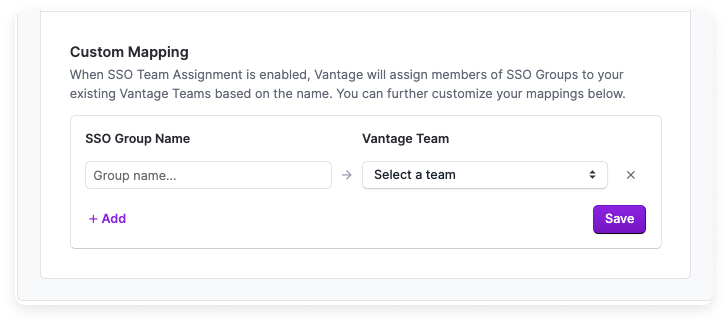 Custom Mapping
When SSO Team Assignment is enabled, Vantage will assign members of SSO Groups to your
existing Vantage Teams based on the name. You can further customize your mappings below.
SSO Group Name Vantage Team
Group name... → Select a team ×
+ Add Save